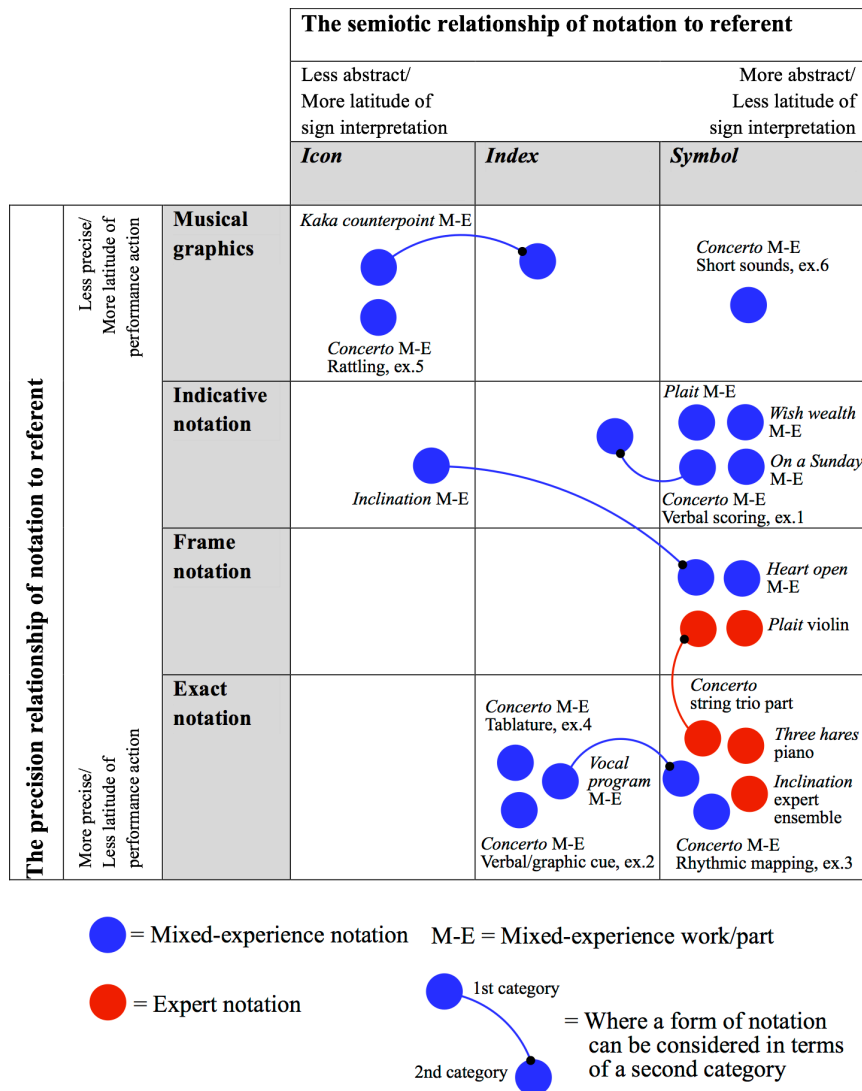 The semiotic relationship of notation to referent
Less abstract/
More latitude of
sign interpretation
More abstract/
Less latitude of
sign interpretation
Icon
Index
Symbol
The precision relationship of notation to referent
Less precise/
More latitude of
performance action
More precise/
Less latitude of
performance action
Musical
graphics
Kaka counterpoint M-E
Concerto M-E
Rattling, ex.5
Concerto M-E
Short sounds, ex.6
Indicative
notation
Inclination M-E
Plait M-E
Wish wealth
M-E
On a Sunday
M-E
Concerto M-E
Verbal scoring, ex.1
Frame
notation
Heart open
M-E
Plait violin
Exact
notation
Concerto M-E
Tablature, ex.4
Vocal
program
M-E
Concerto M-E
Verbal/graphic cue, ex.2
Concerto
string trio part
Three hares
piano
Inclination
expert
ensemble
Concerto M-E
Rhythmic mapping, ex.3
= Mixed-experience notation
M-E = Mixed-experience work/part
= Expert notation
1st category
2nd category
= Where a form of notation
can be considered in terms
of a second category